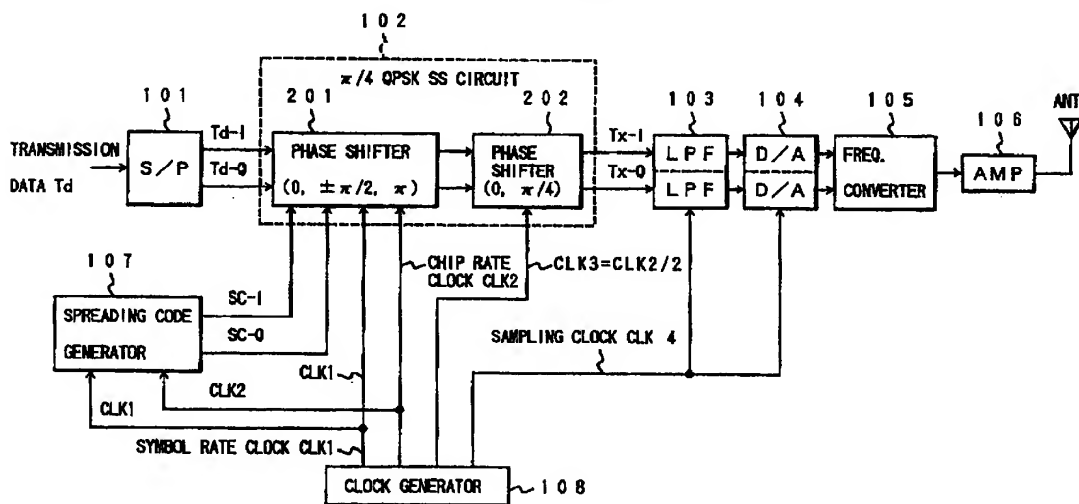 102
π/4 QPSK SS CIRCUIT
101
201
202
103
104
105
106
ANT
TRANSMISSION
DATA Td
S/P
Td-I
Td-Q
PHASE SHIFTER
(0, ±π/2, π)
PHASE
SHIFTER
(0, π/4)
Tx-I
Tx-Q
LPF
LPF
D/A
D/A
FREQ.
CONVERTER
AMP
107
SPREADING CODE
GENERATOR
SC-I
SC-Q
CHIP RATE
CLOCK CLK2
CLK3=CLK2/2
SAMPLING CLOCK CLK 4
CLK1
CLK2
CLK1
SYMBOL RATE CLOCK CLK1
CLOCK GENERATOR
108